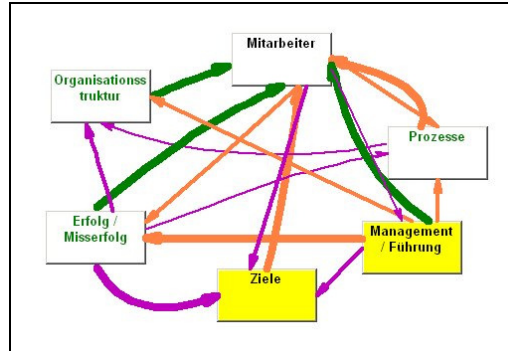 Mitarbeiter
Organisationss
truktur
Prozesse
Erfolg /
Misserfolg
Management
/ Führung
Ziele